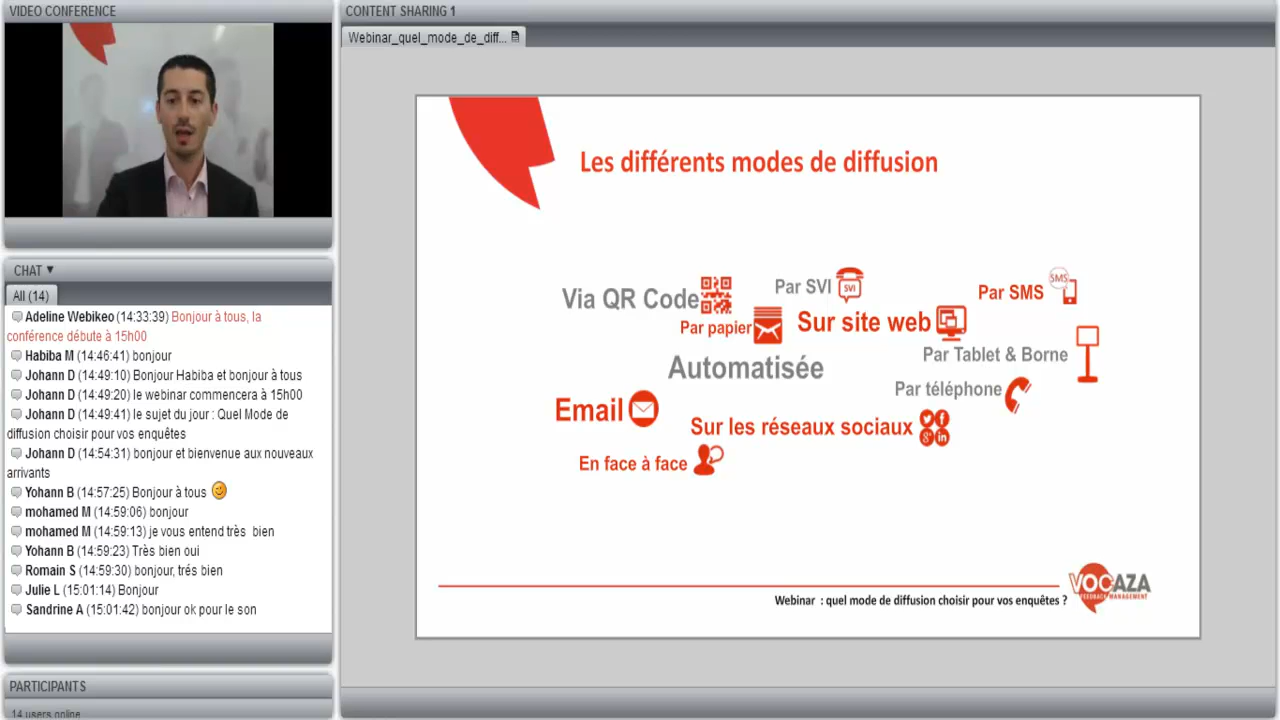 VIDEO CONFERENCE
CHAT ▼
All (14)
Adeline Webikeo (14:33:39) Bonjour à tous, la
conférence débute à 15h00
Habiba M (14:46:41) bonjour
Johann D (14:49:10) Bonjour Habiba et bonjour à tous
Johann D (14:49:20) le webinar commencera à 15h00
Johann D (14:49:41) le sujet du jour : Quel Mode de
diffusion choisir pour vos enquêtes
Johann D (14:54:31) bonjour et bienvenue aux nouveaux
arrivants
Yohann B (14:57:25) Bonjour à tous
mohamed M (14:59:06) bonjour
mohamed M (14:59:13) je vous entend très bien
Yohann B (14:59:23) Très bien oui
Romain S (14:59:30) bonjour, trés bien
Julie L (15:01:14) Bonjour
Sandrine A (15:01:42) bonjour ok pour le son
PARTICIPANTS
14 users online
CONTENT SHARING 1
Webinar_quel_mode_de_diff...
Les différents modes de diffusion
Via QR Code
Par SVI
SVI
Par SMS
SMS
Par papier
Sur site web
Par Tablet & Borne
Automatisée
Par téléphone
Email
Sur les réseaux sociaux
En face à face
VOCAZA
FEEDBACK MANAGEMENT
Webinar : quel mode de diffusion choisir pour vos enquêtes ?